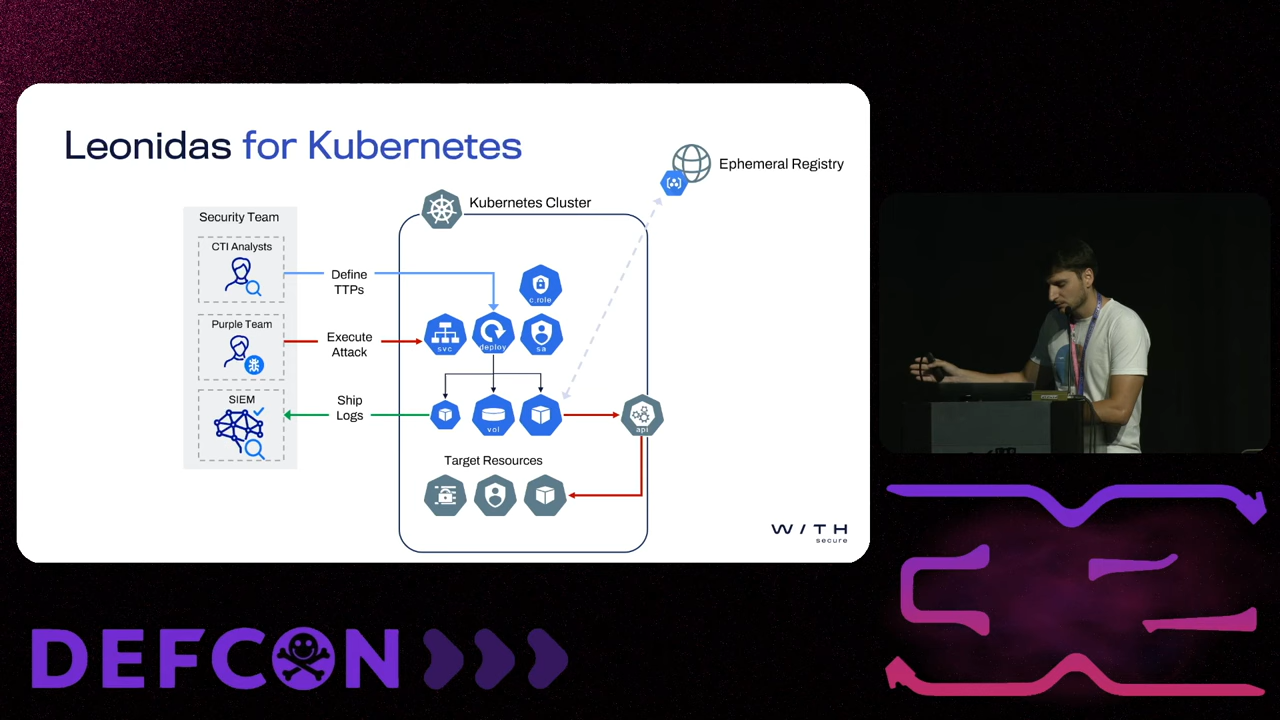 Leonidas for Kubernetes
Ephemeral Registry
Kubernetes Cluster
Security Team
CTI Analysts
Define
TTPs
c.role
Purple Team
Execute
Attack
svc
deploy
sa
SIEM
Ship
Logs
vol
api
Target Resources
WITH
secure
DEFCON